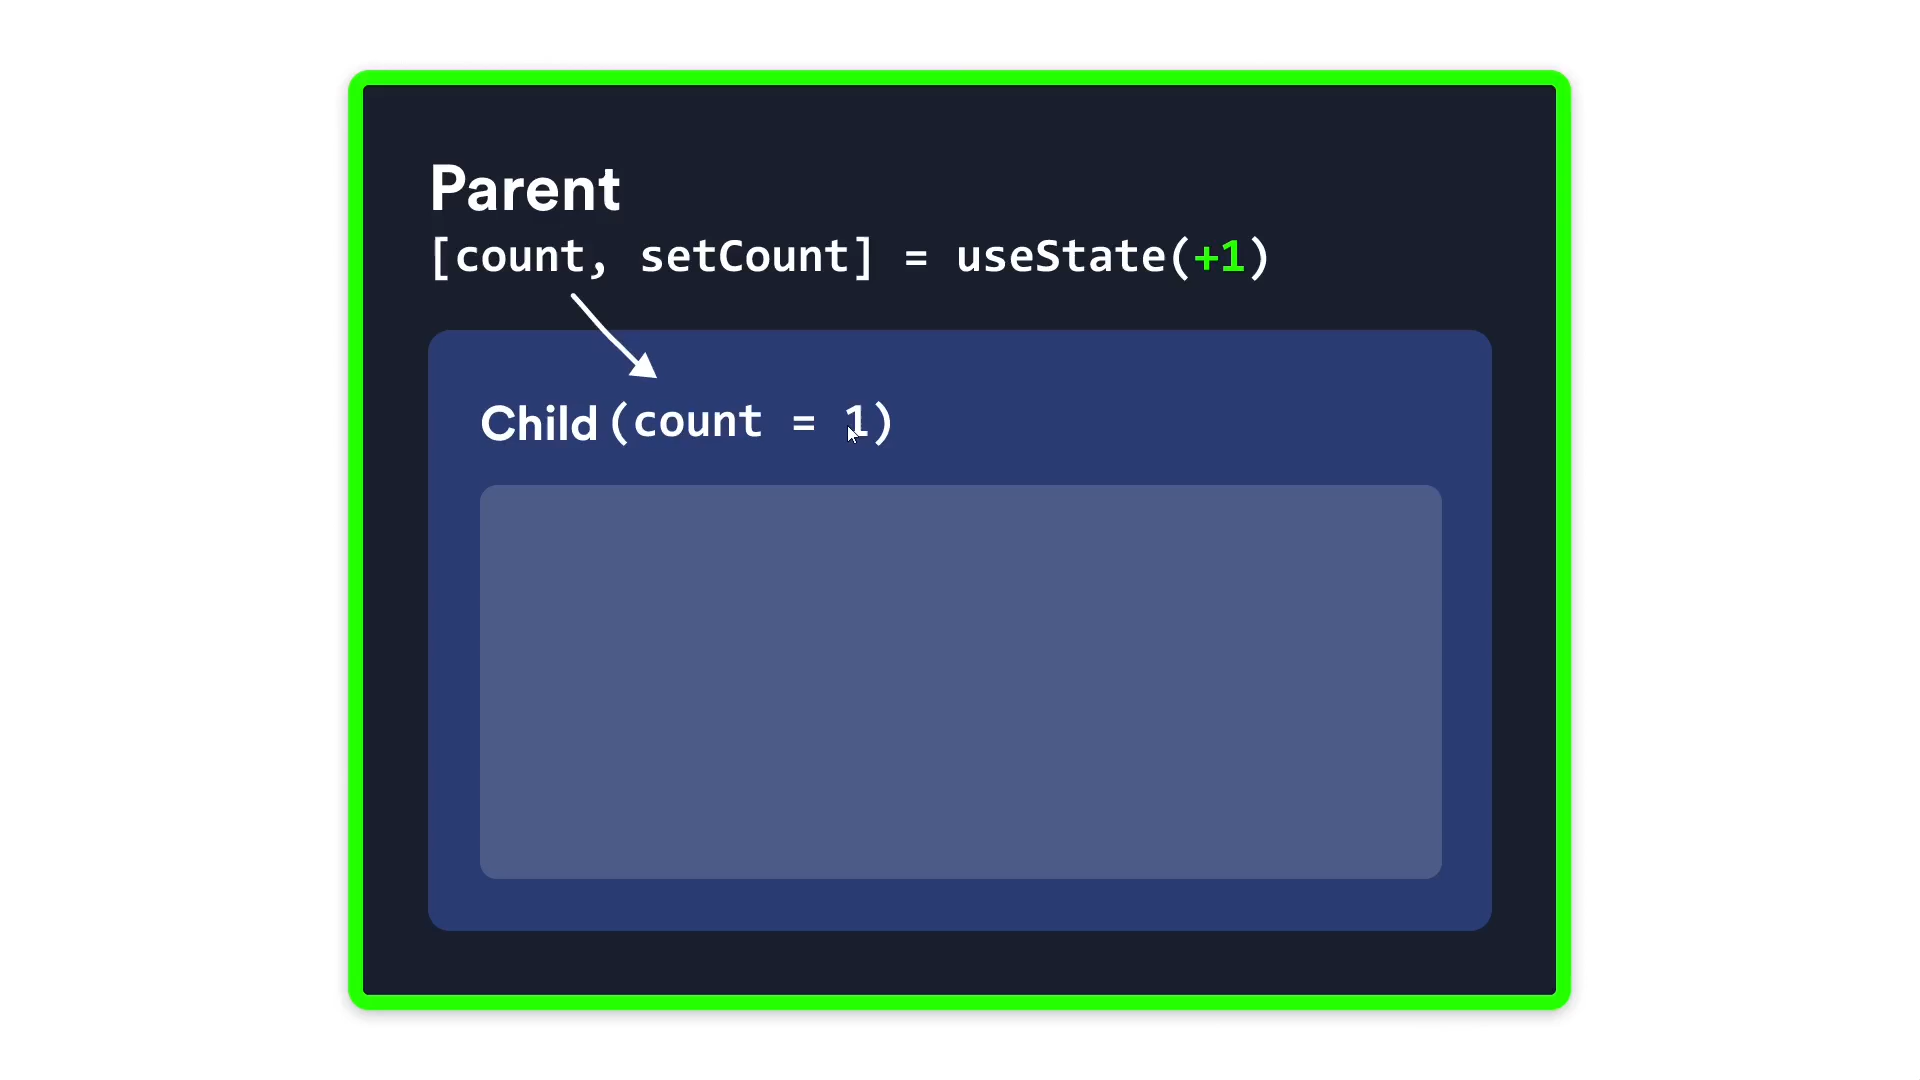 Parent
[count, setCount] = useState(+1)
Child (count = 1)